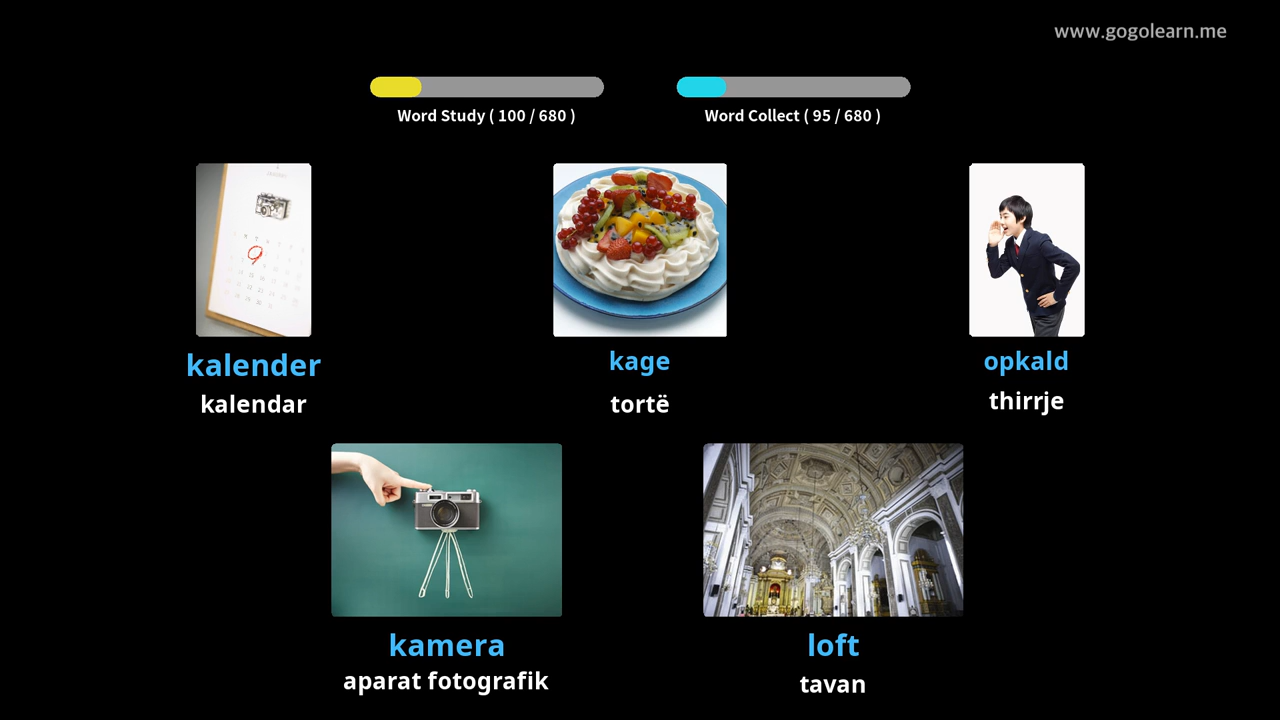 www.gogolearn.me
Word Study ( 100 / 680 )
Word Collect ( 95 / 680 )
kalender
kalendar
kage
tortë
opkald
thirrje
kamera
aparat fotografik
loft
tavan